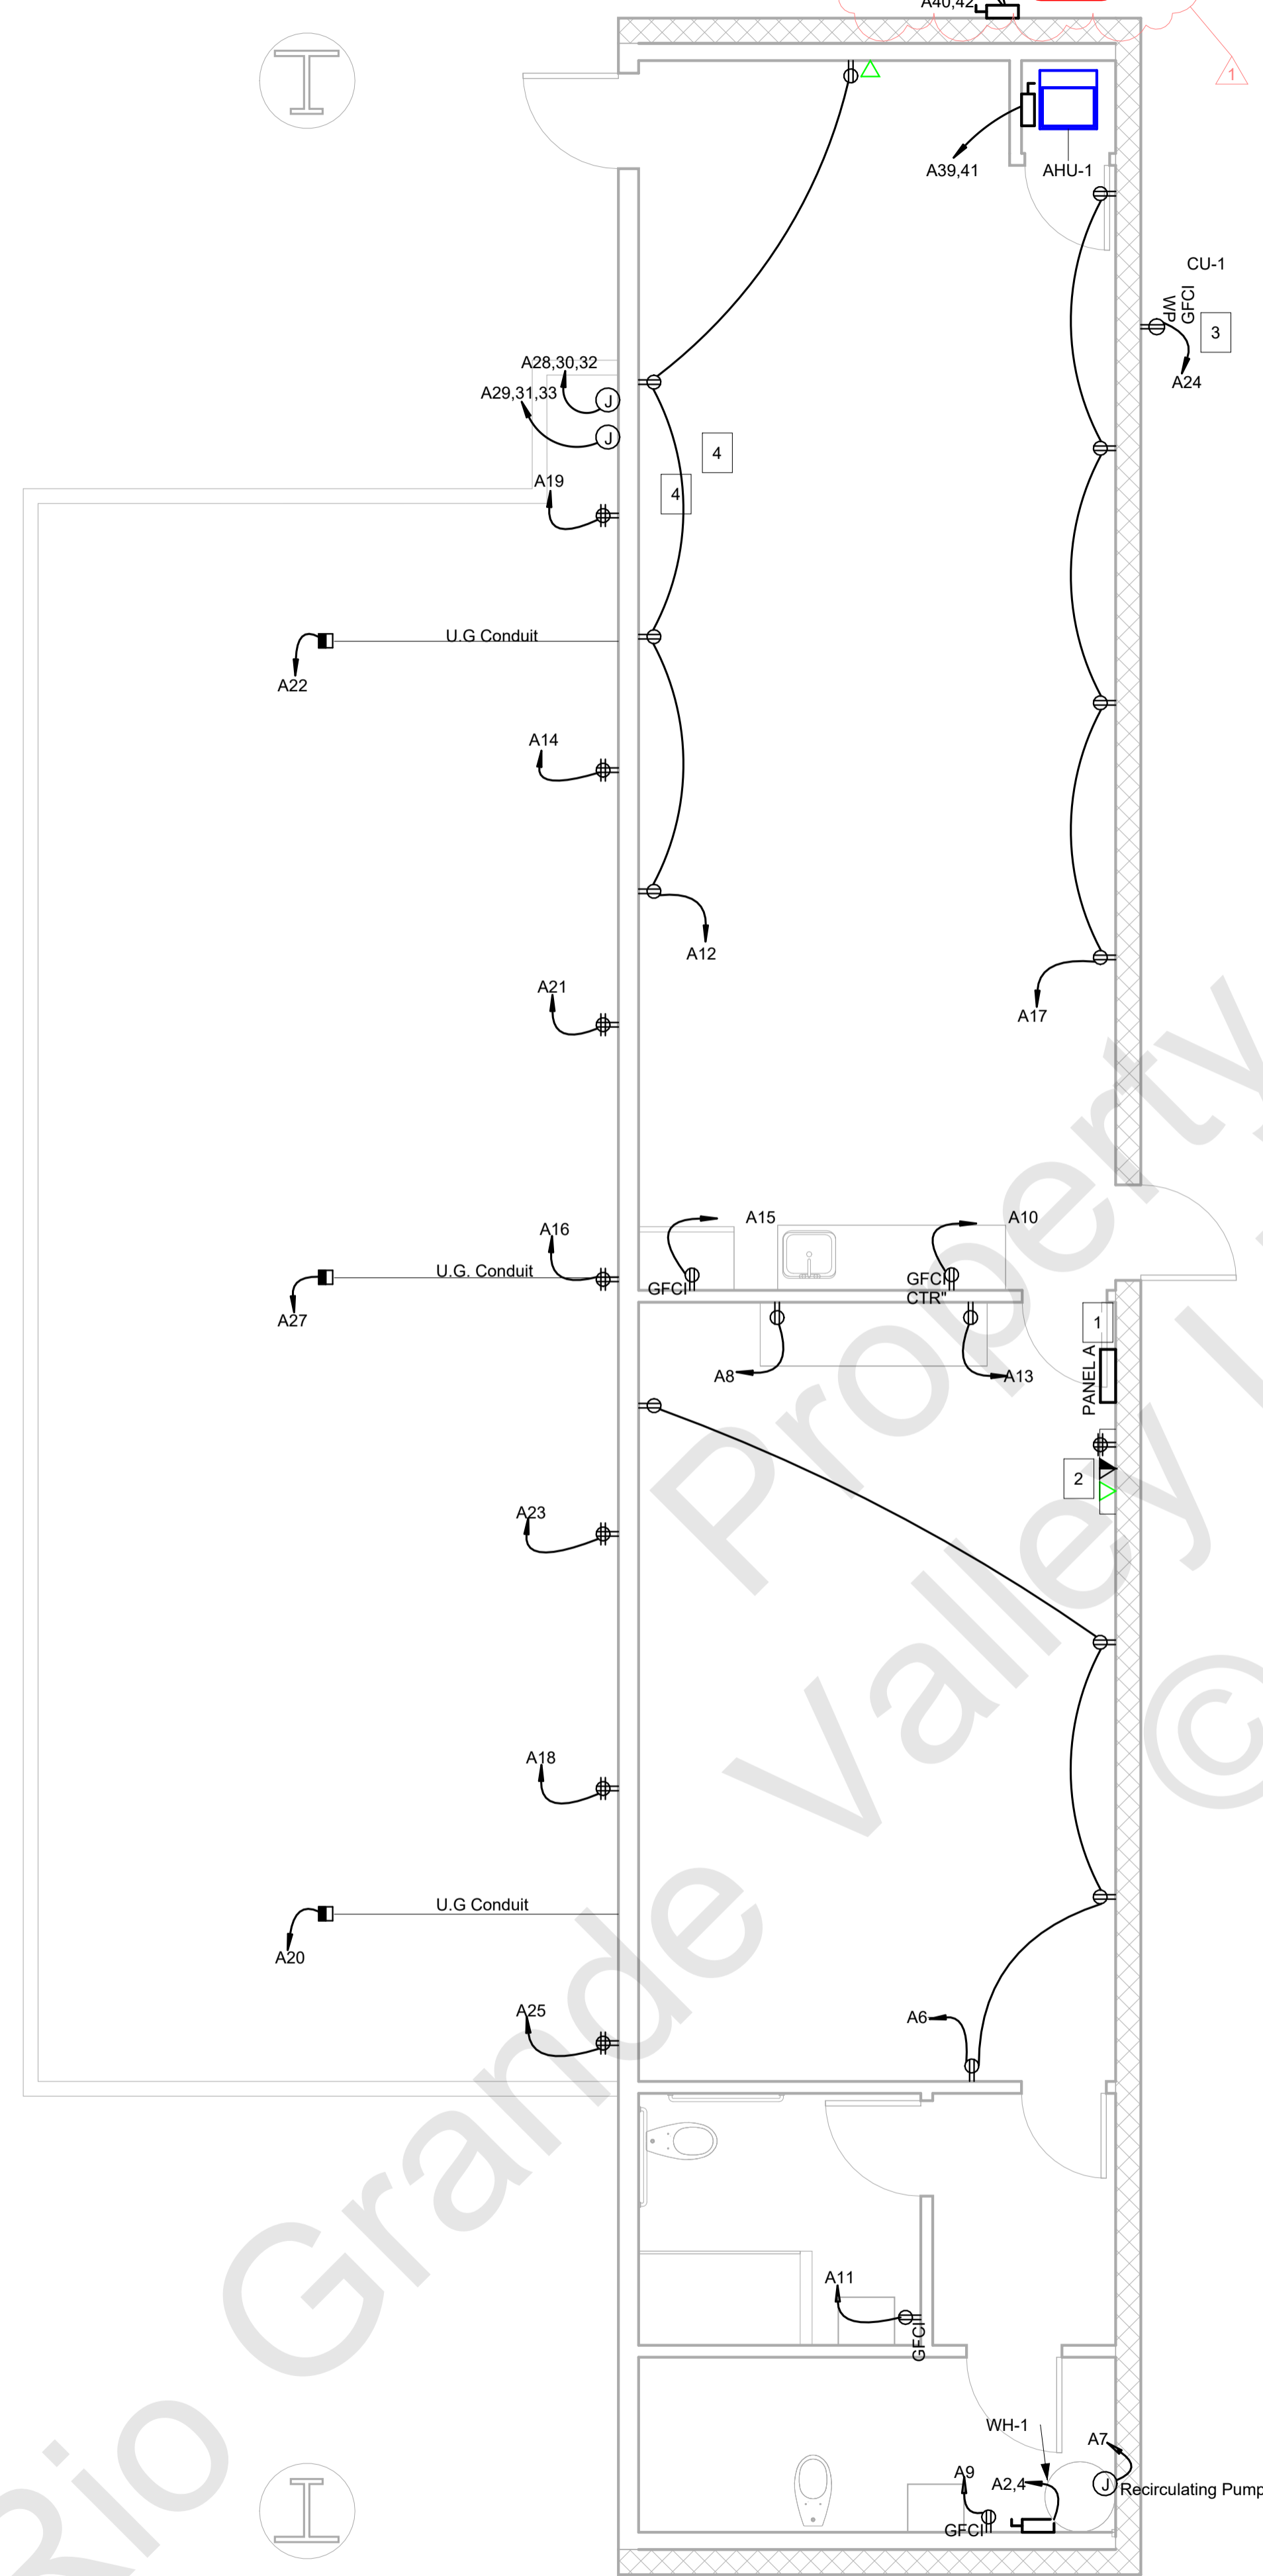 A40,42
1
A39,41
AHU-1
CU-1
WP
GFCI
3
A24
A28,30,32
A29,31,33
J
J
4
4
A19
U.G Conduit
A22
A14
A12
A21
A17
A15
A10
A16
U.G. Conduit
GFCI
GFCI
CTR"
A27
1
PANEL A
A8
A13
2
A23
A18
U.G Conduit
A20
A25
A6
A11
GFCI
WH-1
A7
A9
A2,4
J
Recirculating Pump
GFCI
Property
Rio Grande Valley
©